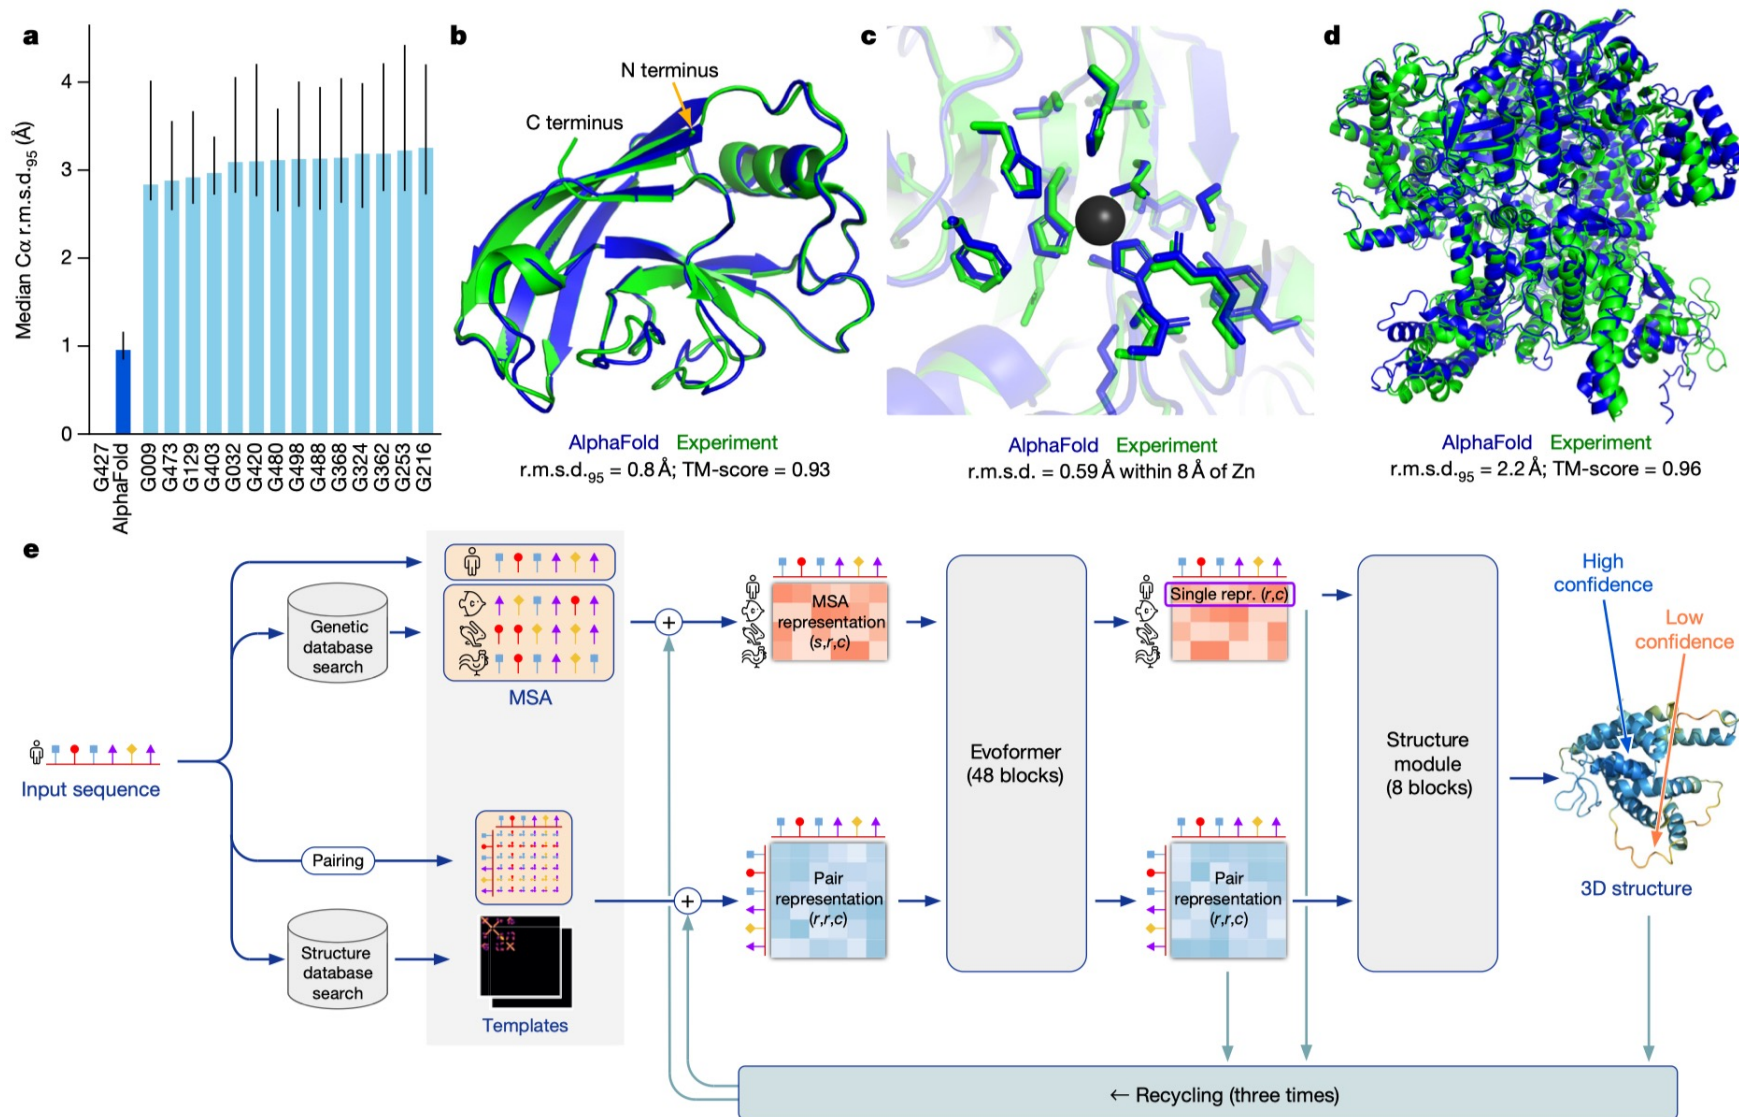 a
Median Cα r.m.s.d.95 (Å)
4
3
2
1
0
G427
AlphaFold
G009
G473
G129
G403
G032
G420
G480
G498
G488
G368
G324
G362
G253
G216
b
N terminus
C terminus
AlphaFold Experiment
r.m.s.d.95 = 0.8 Å; TM-score = 0.93
c
AlphaFold Experiment
r.m.s.d. = 0.59 Å within 8 Å of Zn
d
AlphaFold Experiment
r.m.s.d.95 = 2.2 Å; TM-score = 0.96
e
Input sequence
Genetic
database
search
MSA
Pairing
Structure
database
search
Templates
+
+
MSA
representation
(s,r,c)
Pair
representation
(r,r,c)
Evoformer
(48 blocks)
Single repr. (r,c)
Pair
representation
(r,r,c)
Structure
module
(8 blocks)
High
confidence
Low
confidence
3D structure
← Recycling (three times)